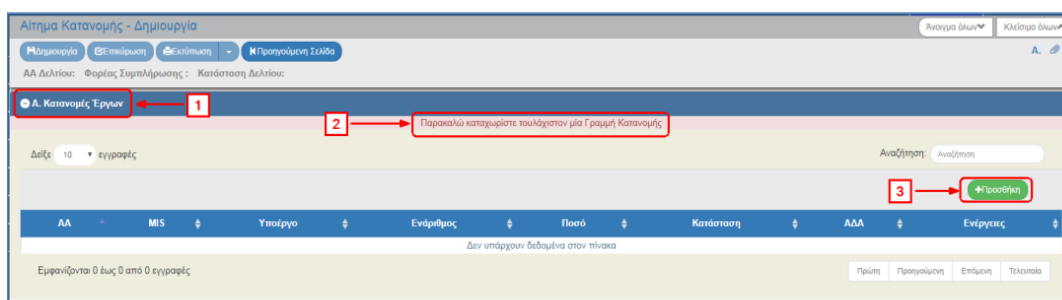 Αίτημα Κατανομής - Δημιουργία
Άνοιγμα όλων Κλείσιμο όλων
Δημιουργία Επικύρωση Εκτύπωση Προηγούμενη Σελίδα
Α.
ΑΑ Δελτίου: Φορέας Συμπλήρωσης : Κατάσταση Δελτίου:
Α. Κατανομές Έργων 1
2 Παρακαλώ καταχωρίστε τουλάχιστον μία Γραμμή Κατανομής
Δείξε 10 εγγραφές Αναζήτηση: Αναζήτηση
3 +Προσθήκη
ΑΑ MIS Υποέργο Ενάριθμος Ποσό Κατάσταση ΑΔΑ Ενέργειες
Δεν υπάρχουν δεδομένα στον πίνακα
Εμφανίζονται 0 έως 0 από 0 εγγραφές Πρώτη Προηγούμενη Επόμενη Τελευταία